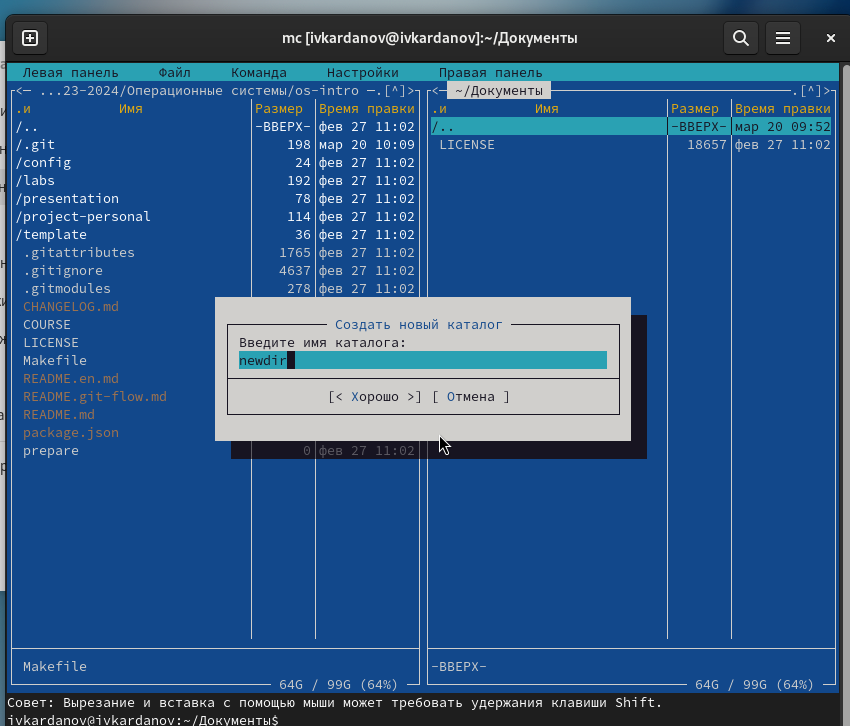 mc [ivkardanov@ivkardanov]:~/Документы
Левая панель Файл Команда Настройки Правая панель
<— ...23-2024/Операционные системы/os-intro —.[^]> <— ~/Документы .[^]>
.и Имя Размер Время правки .и Имя Размер Время правки
/.. -ВВЕРХ- фев 27 11:02 /.. -ВВЕРХ- мар 20 09:52
/.git 198 мар 20 10:09 LICENSE 18657 фев 27 11:02
/config 24 фев 27 11:02
/labs 192 фев 27 11:02
/presentation 78 фев 27 11:02
/project-personal 114 фев 27 11:02
/template 36 фев 27 11:02
.gitattributes 1765 фев 27 11:02
.gitignore 4637 фев 27 11:02
.gitmodules 278 фев 27 11:02
CHANGELOG.md
COURSE
LICENSE
Makefile
README.en.md
README.git-flow.md
README.md
package.json
prepare 0 фев 27 11:02
Создать новый каталог
Введите имя каталога:
newdir
[< Хорошо >] [ Отмена ]
Makefile -ВВЕРХ-
64G / 99G (64%) 64G / 99G (64%)
Совет: Вырезание и вставка с помощью мыши может требовать удержания клавиши Shift.
ivkardanov@ivkardanov:~/Документы$